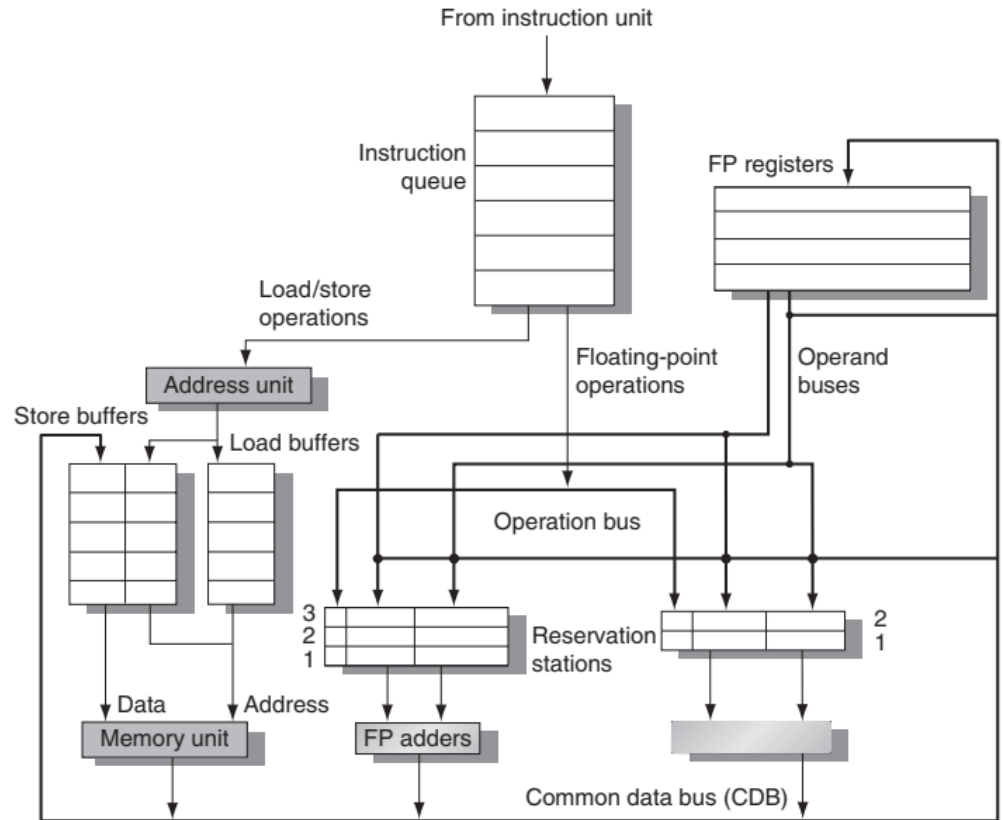 From instruction unit
Instruction
queue
FP registers
Load/store
operations
Floating-point
operations
Operand
buses
Address unit
Store buffers
Load buffers
Operation bus
3
2
1
Reservation
stations
2
1
Data
Address
Memory unit
FP adders
Common data bus (CDB)